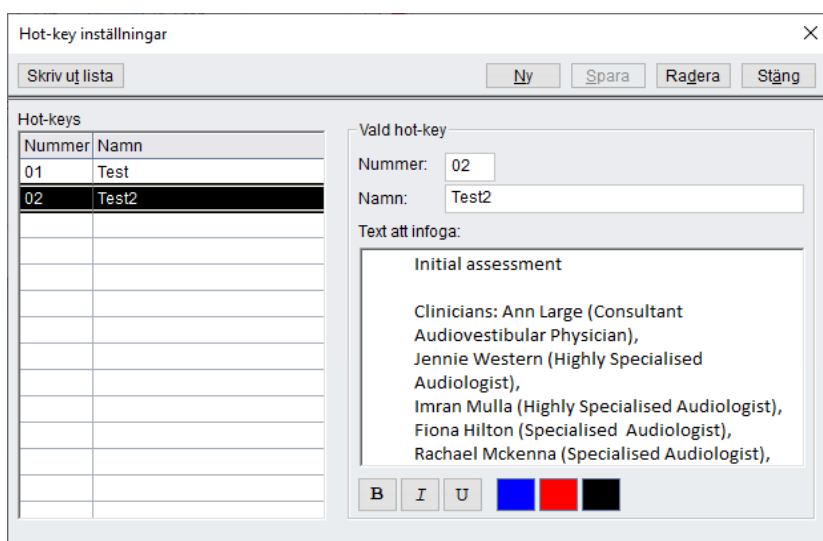 Hot-key inställningar
Skriv ut lista
Ny
Spara
Radera
Stäng
Hot-keys
Nummer Namn
01 Test
02 Test2
Vald hot-key
Nummer: 02
Namn: Test2
Text att infoga:
Initial assessment
Clinicians: Ann Large (Consultant
Audiovestibular Physician),
Jennie Western (Highly Specialised
Audiologist),
Imran Mulla (Highly Specialised Audiologist),
Fiona Hilton (Specialised  Audiologist),
Rachael Mckenna (Specialised Audiologist),
B I U